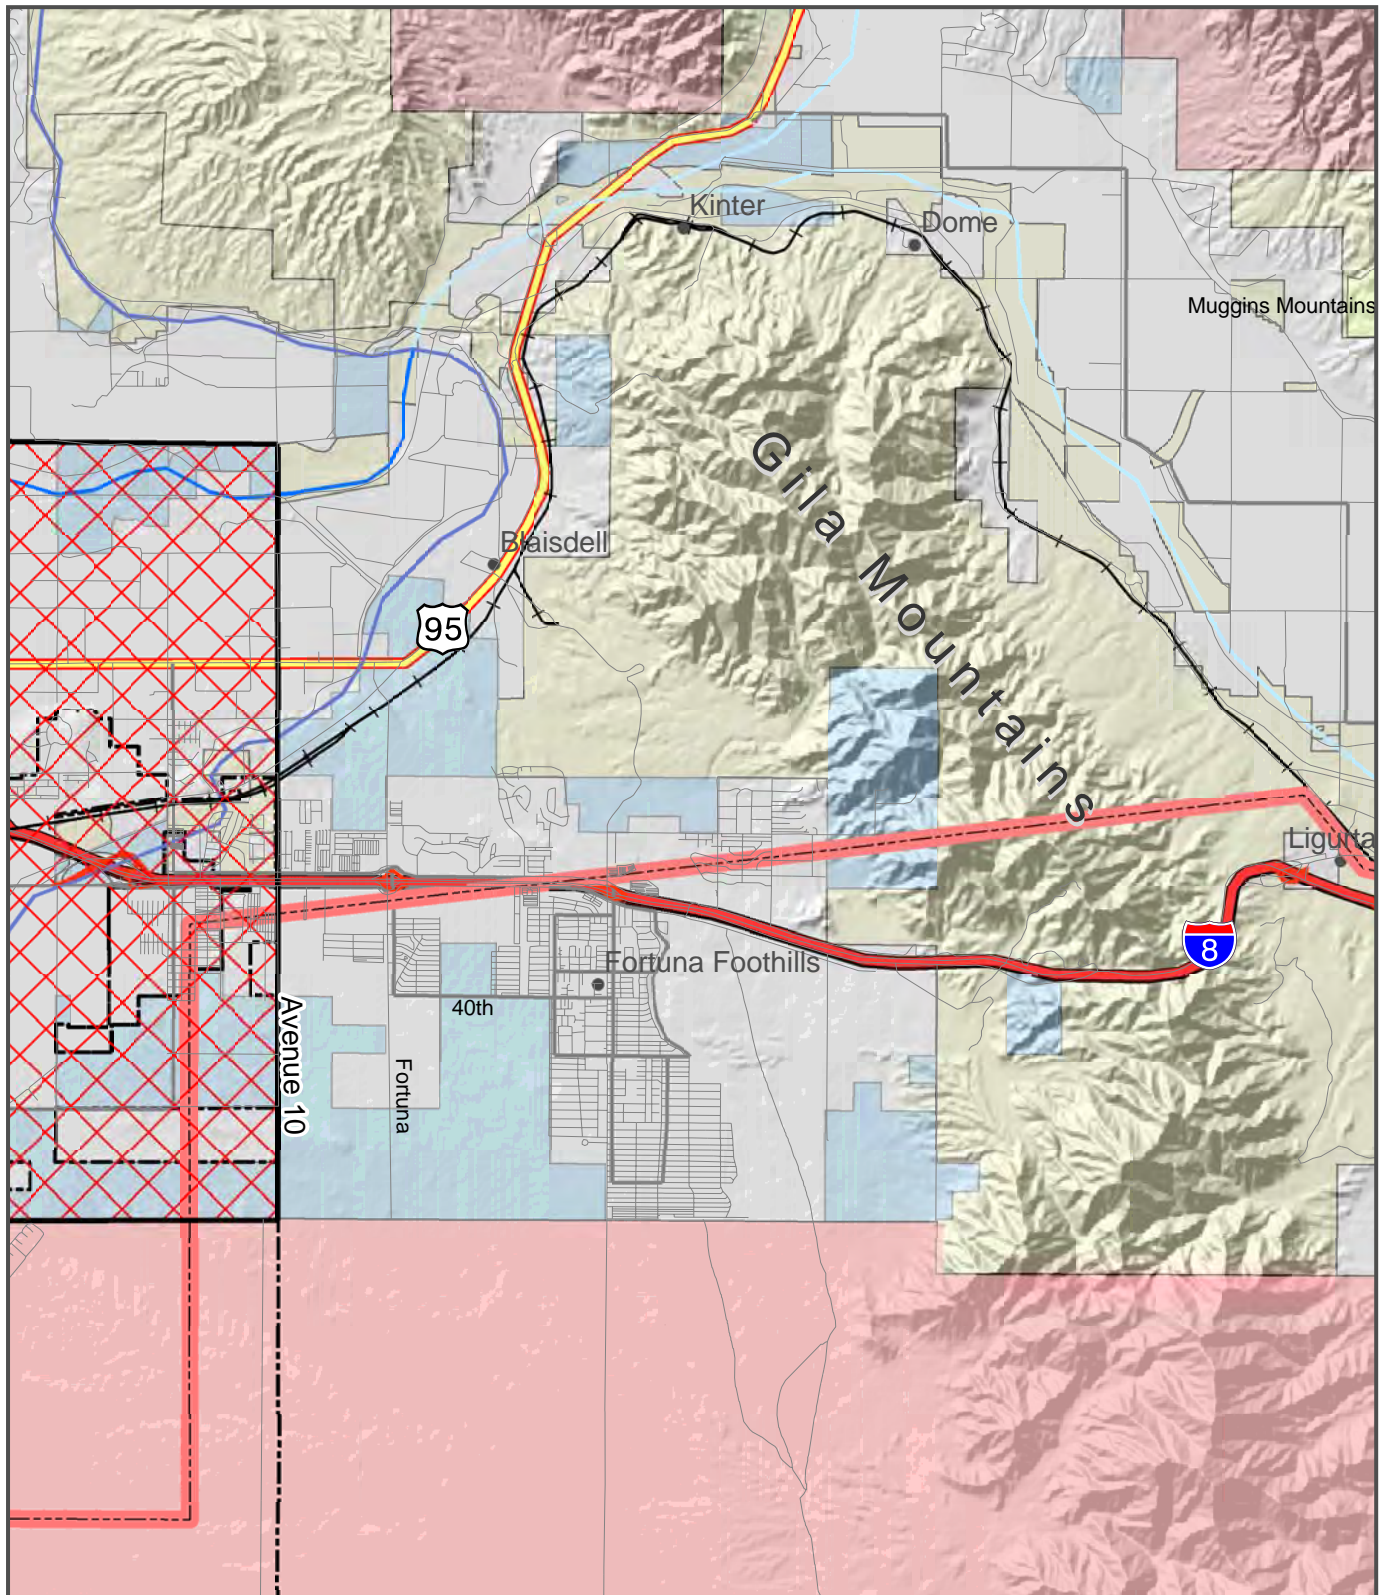 Kinter
Dome
Muggins Mountains
Gila Mountains
Blaisdell
95
Ligurta
8
Fortuna Foothills
40th
Avenue 10
Fortuna